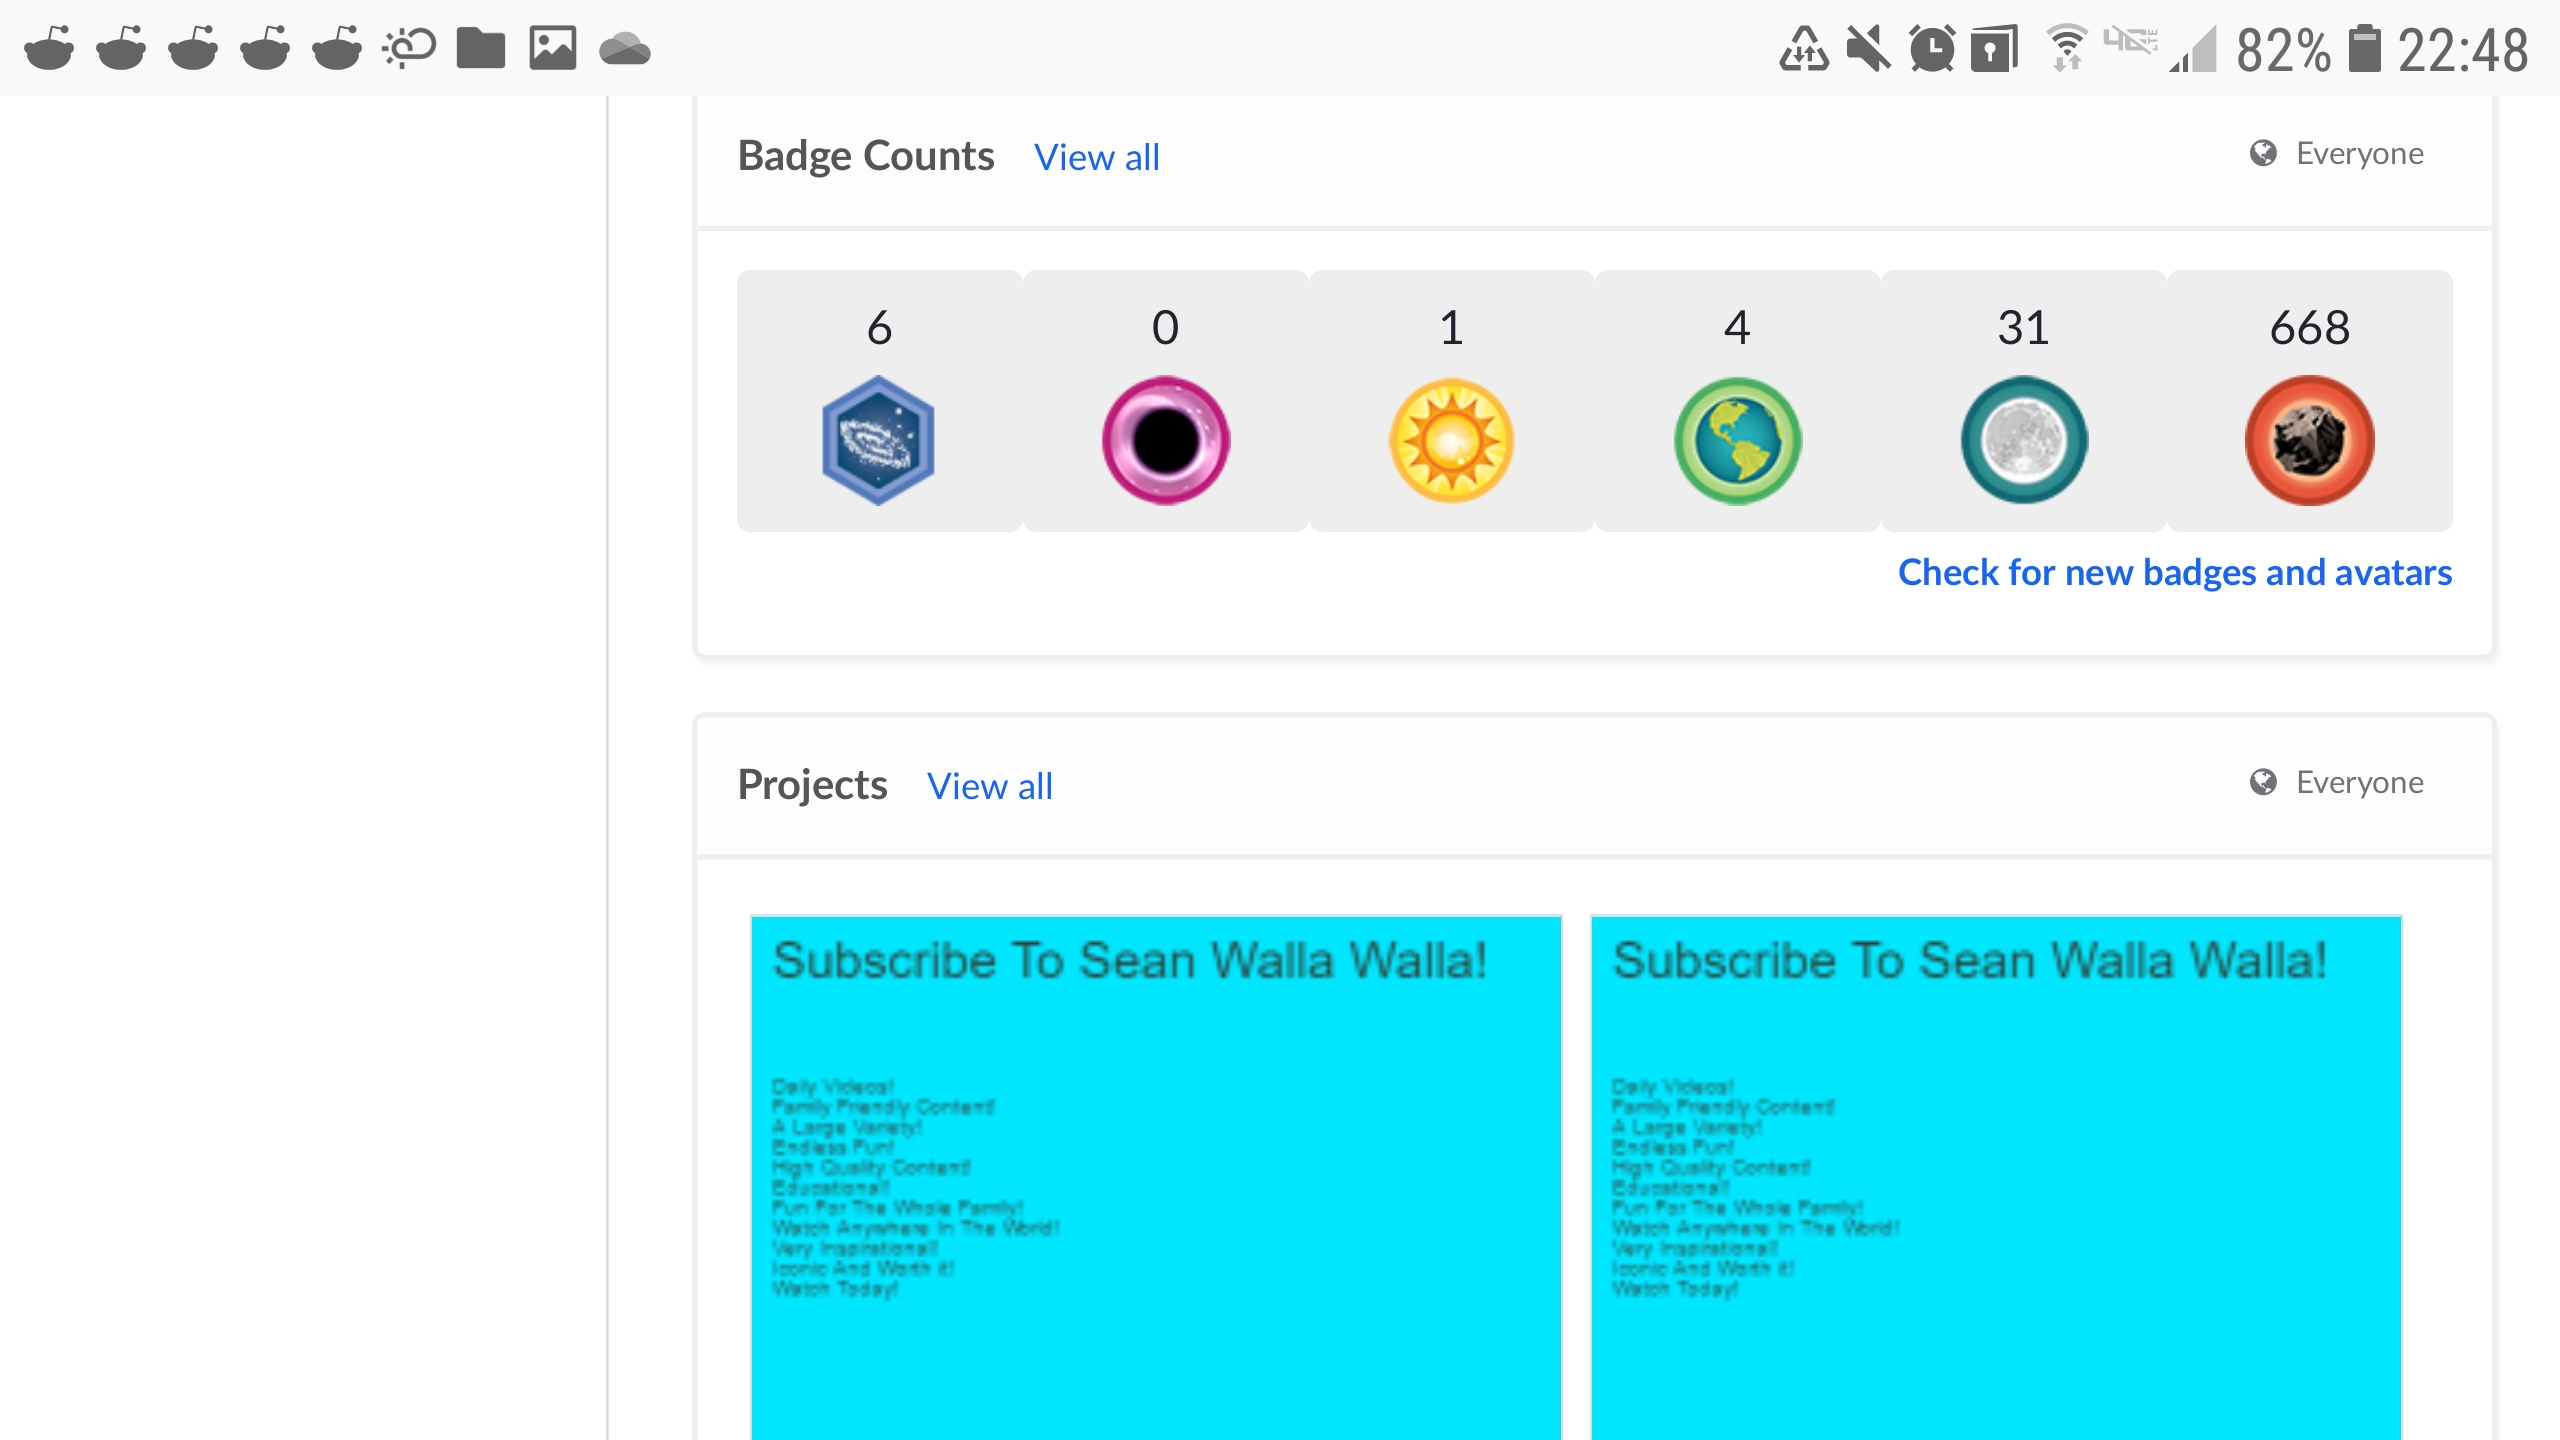 82% 22:48
Badge Counts View all Everyone
6 0 1 4 31 668
Check for new badges and avatars
Projects View all Everyone
Subscribe To Sean Walla Walla!
Daily Videos!
Family Friendly Content!
A Large Variety!
Endless Fun!
High Quality Content!
Educational!
Fun For The Whole Family!
Watch Anywhere In The World!
Very Inspirational!
Iconic And Worth it!
Watch Today!
Subscribe To Sean Walla Walla!
Daily Videos!
Family Friendly Content!
A Large Variety!
Endless Fun!
High Quality Content!
Educational!
Fun For The Whole Family!
Watch Anywhere In The World!
Very Inspirational!
Iconic And Worth it!
Watch Today!